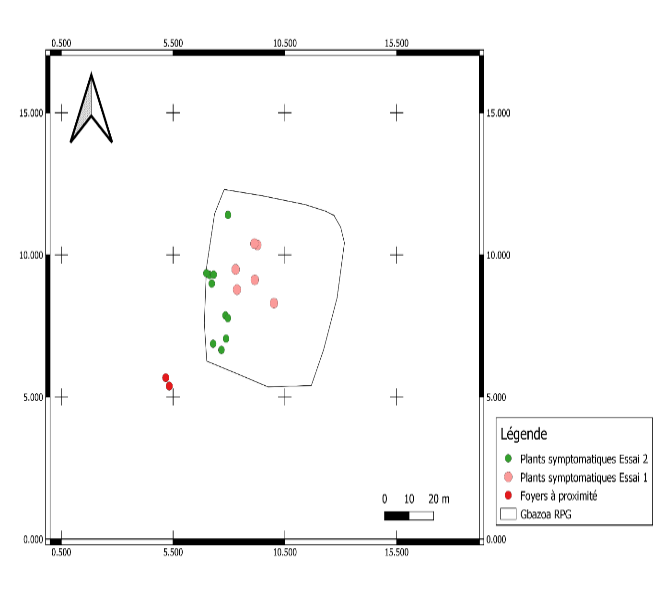 0.500 5.500 10.500 15.500
15.000 15.000
10.000 10.000
5.000 5.000
Légende
Plants symptomatiques Essai 2
Plants symptomatiques Essai 1
Foyers à proximité
Gbazoa RPG
0 10 20 m
0.000 0.000
0.500 5.500 10.500 15.500